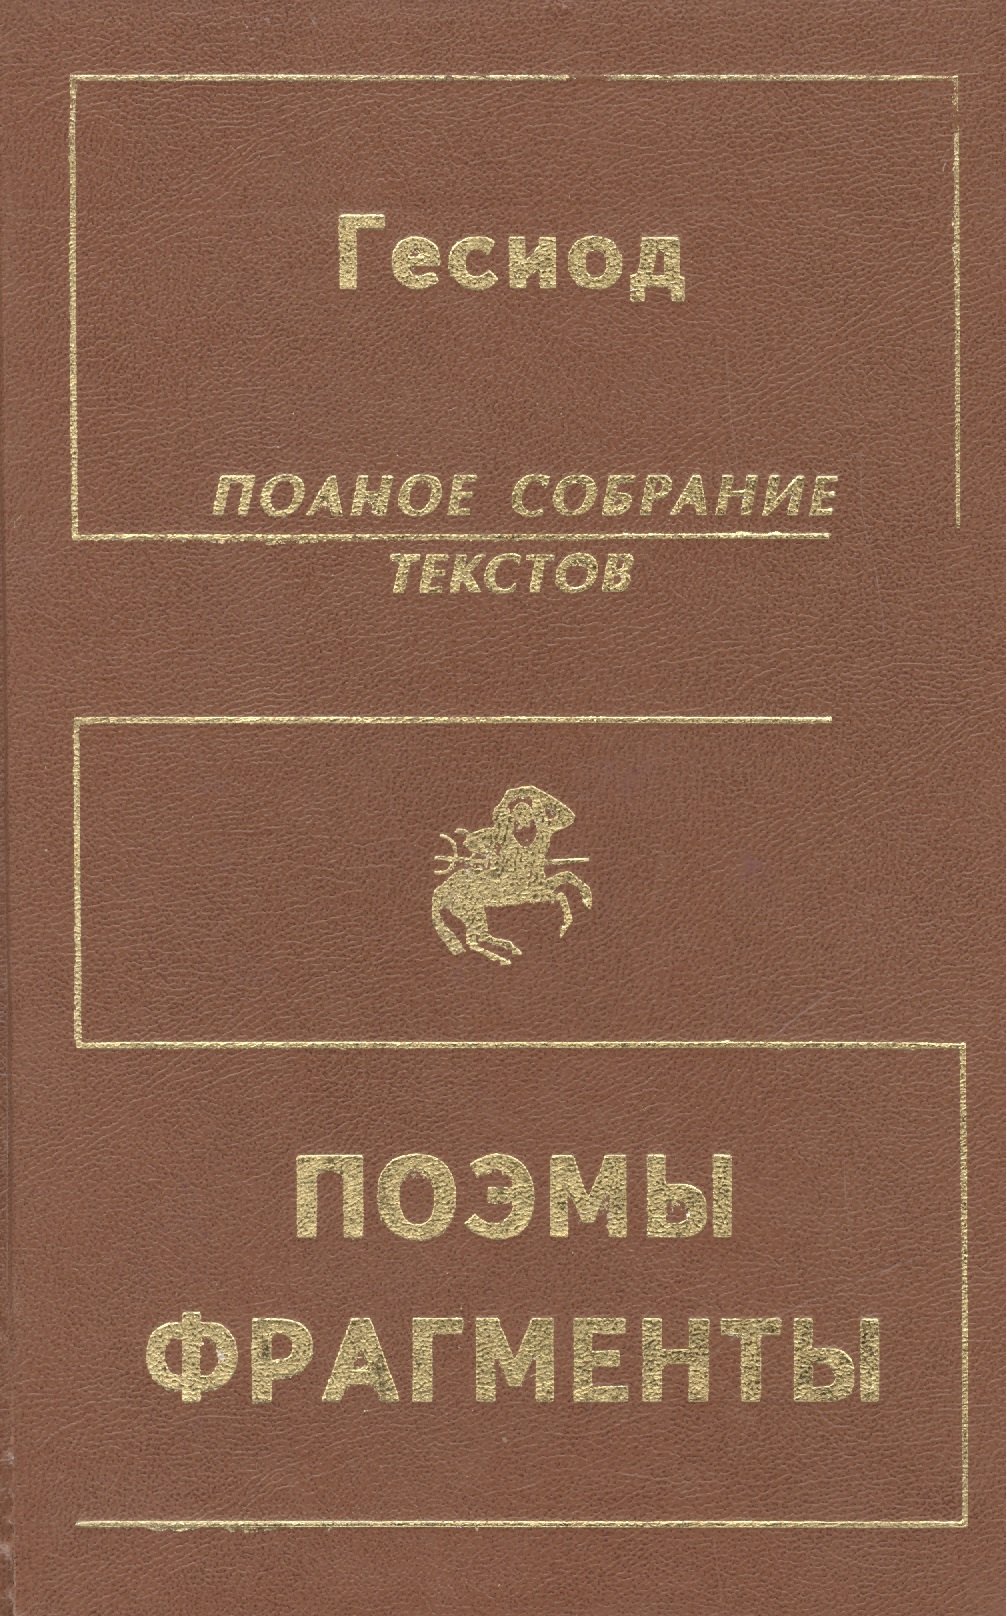 Гесиод
ПОЛНОЕ СОБРАНИЕ
ТЕКСТОВ
ПОЭМЫ
ФРАГМЕНТЫ